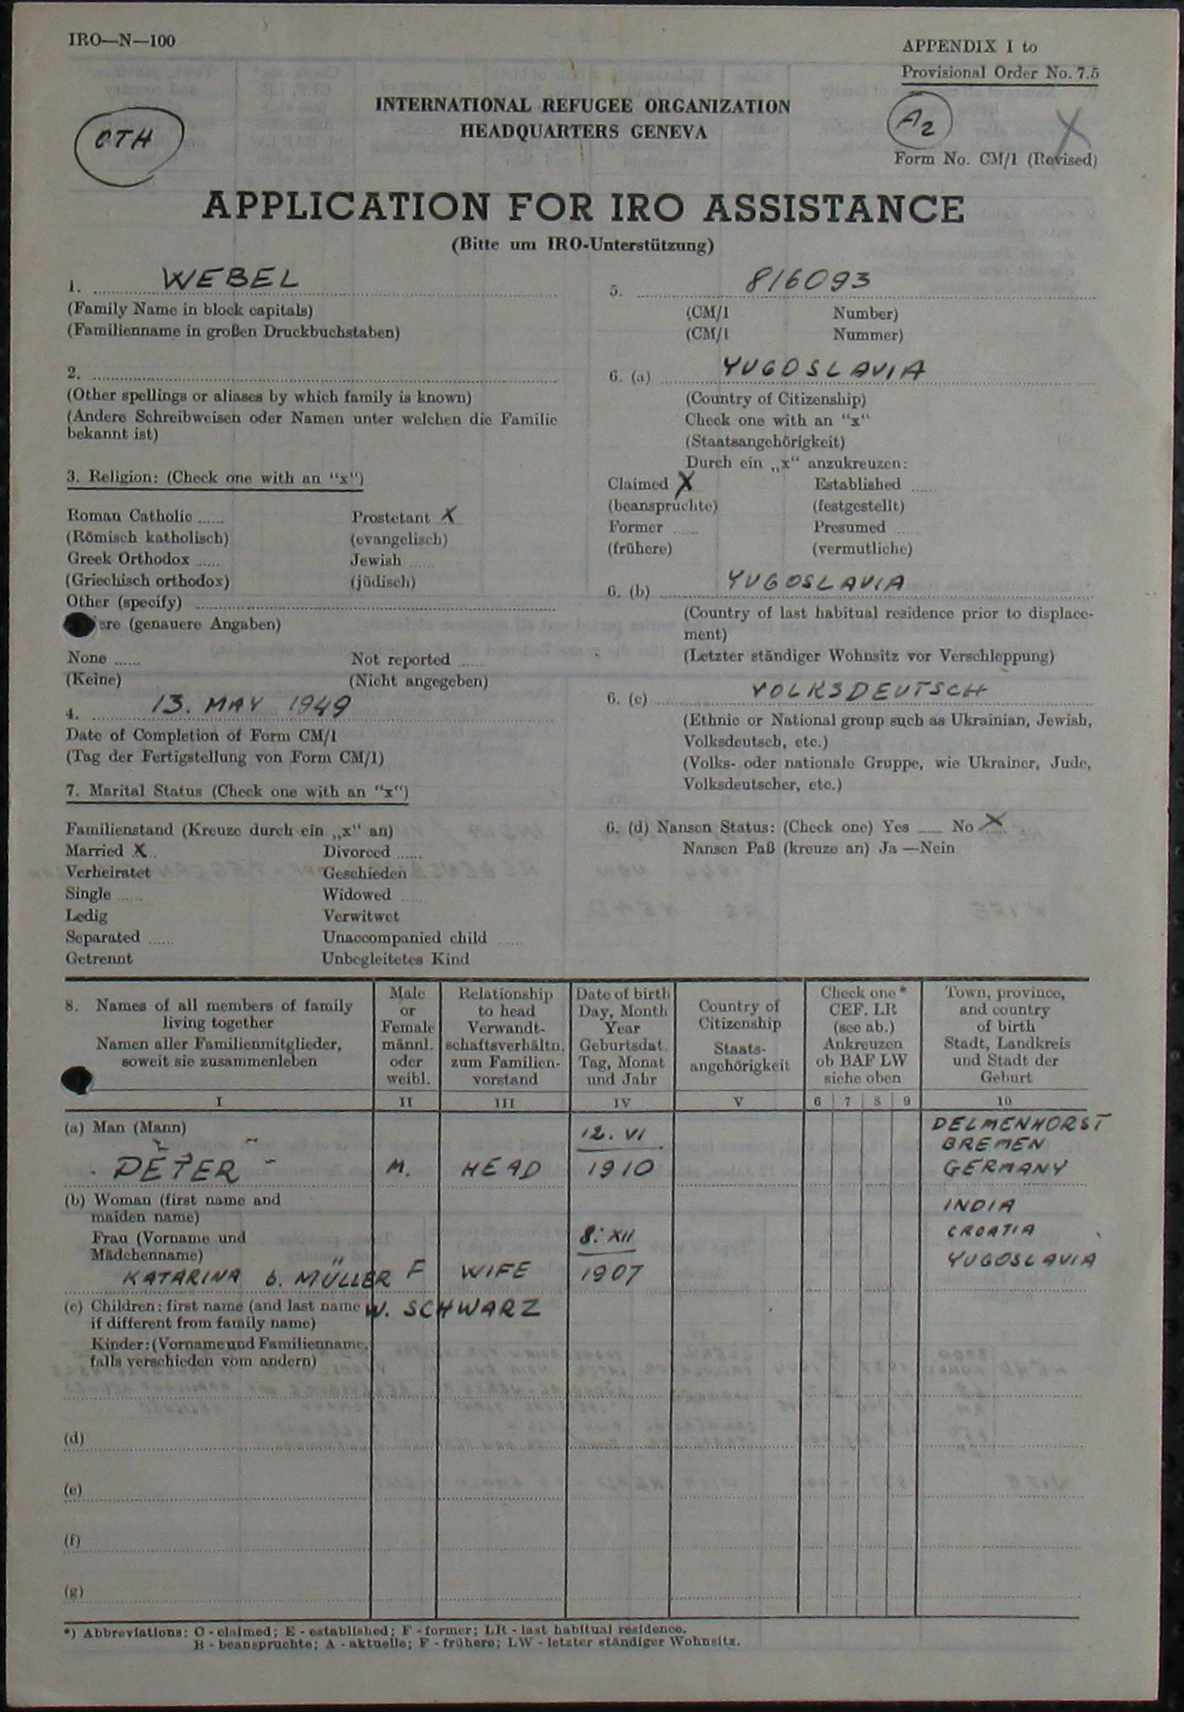 IRO—N—100
APPENDIX I to
Provisional Order No. 7.5
INTERNATIONAL REFUGEE ORGANIZATION
HEADQUARTERS GENEVA
OTH
A2
X
Form No. CM/1 (Revised)
APPLICATION FOR IRO ASSISTANCE
(Bitte um IRO-Unterstützung)
1. WEBEL
(Family Name in block capitals)
(Familienname in großen Druckbuchstaben)
2.
(Other spellings or aliases by which family is known)
(Andere Schreibweisen oder Namen unter welchen die Familie
bekannt ist)
3. Religion: (Check one with an "x")
Roman Catholic ...... Prostetant X
(Römisch katholisch) (evangelisch)
Greek Orthodox ...... Jewish ......
(Griechisch orthodox) (jüdisch)
Other (specify)
ere (genauere Angaben)
None ...... Not reported ......
(Keine) (Nicht angegeben)
4. 13. MAY 1949
Date of Completion of Form CM/1
(Tag der Fertigstellung von Form CM/1)
7. Marital Status (Check one with an "x")
Familienstand (Kreuze durch ein „x" an)
Married X Divorced ......
Verheiratet Geschieden
Single ...... Widowed
Ledig Verwitwet
Separated ...... Unaccompanied child ......
Getrennt Unbegleitetes Kind
5. 816093
(CM/1 Number)
(CM/1 Nummer)
6. (a) YUGOSLAVIA
(Country of Citizenship)
Check one with an "x"
(Staatsangehörigkeit)
Durch ein „x" anzukreuzen:
Claimed X Established ......
(beanspruchte) (festgestellt)
Former ...... Presumed
(frühere) (vermutliche)
6. (b) YUGOSLAVIA
(Country of last habitual residence prior to displace-
ment)
(Letzter ständiger Wohnsitz vor Verschleppung)
6. (c) VOLKSDEUTSCH
(Ethnic or National group such as Ukrainian, Jewish,
Volksdeutsch, etc.)
(Volks- oder nationale Gruppe, wie Ukrainer, Jude,
Volksdeutscher, etc.)
6. (d) Nansen Status: (Check one) Yes ...... No X
Nansen Paß (kreuze an) Ja —Nein
8. Names of all members of family
living together
Namen aller Familienmitglieder,
soweit sie zusammenleben
Male
or
Female
männl.
oder
weibl.
Relationship
to head
Verwandt-
schaftsverhältn.
zum Familien-
vorstand
Date of birth
Day, Month
Year
Geburtsdat.
Tag, Monat
und Jahr
Country of
Citizenship
Staats-
angehörigkeit
Check one *
CEF. LR
(see ab.)
Ankreuzen
ob BAF LW
siehe oben
Town, province,
and country
of birth
Stadt, Landkreis
und Stadt der
Geburt
I II III IV V 6 7 8 9 10
(a) Man (Mann)
PETER M. HEAD 12. VI 1910
DELMENHORST
BREMEN
GERMANY
(b) Woman (first name and
maiden name)
Frau (Vorname und
Mädchenname)
KATARINA b. MÜLLER F WIFE 8. XII 1907
INDIA
CROATIA
YUGOSLAVIA
(c) Children: first name (and last name
W. SCHWARZ
if different from family name)
Kinder: (Vorname und Familienname,
falls verschieden vom andern)
(d)
(e)
(f)
(g)
*) Abbreviations: C - claimed; E - established; F - former; LR - last habitual residence.
B - beanspruchte; A - aktuelle; F - frühere; LW - letzter ständiger Wohnsitz.